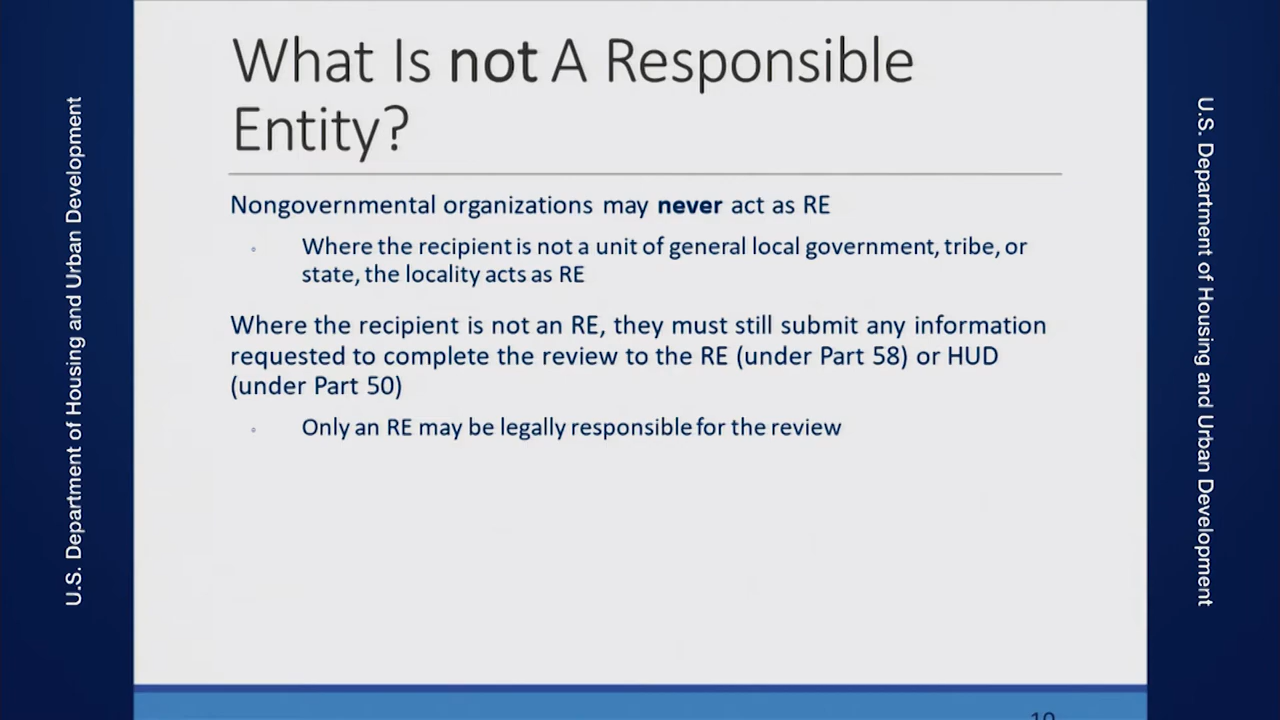 What Is not A Responsible
Entity?
Nongovernmental organizations may never act as RE
Where the recipient is not a unit of general local government, tribe, or
state, the locality acts as RE
Where the recipient is not an RE, they must still submit any information
requested to complete the review to the RE (under Part 58) or HUD
(under Part 50)
Only an RE may be legally responsible for the review
U.S. Department of Housing and Urban Development
U.S. Department of Housing and Urban Development